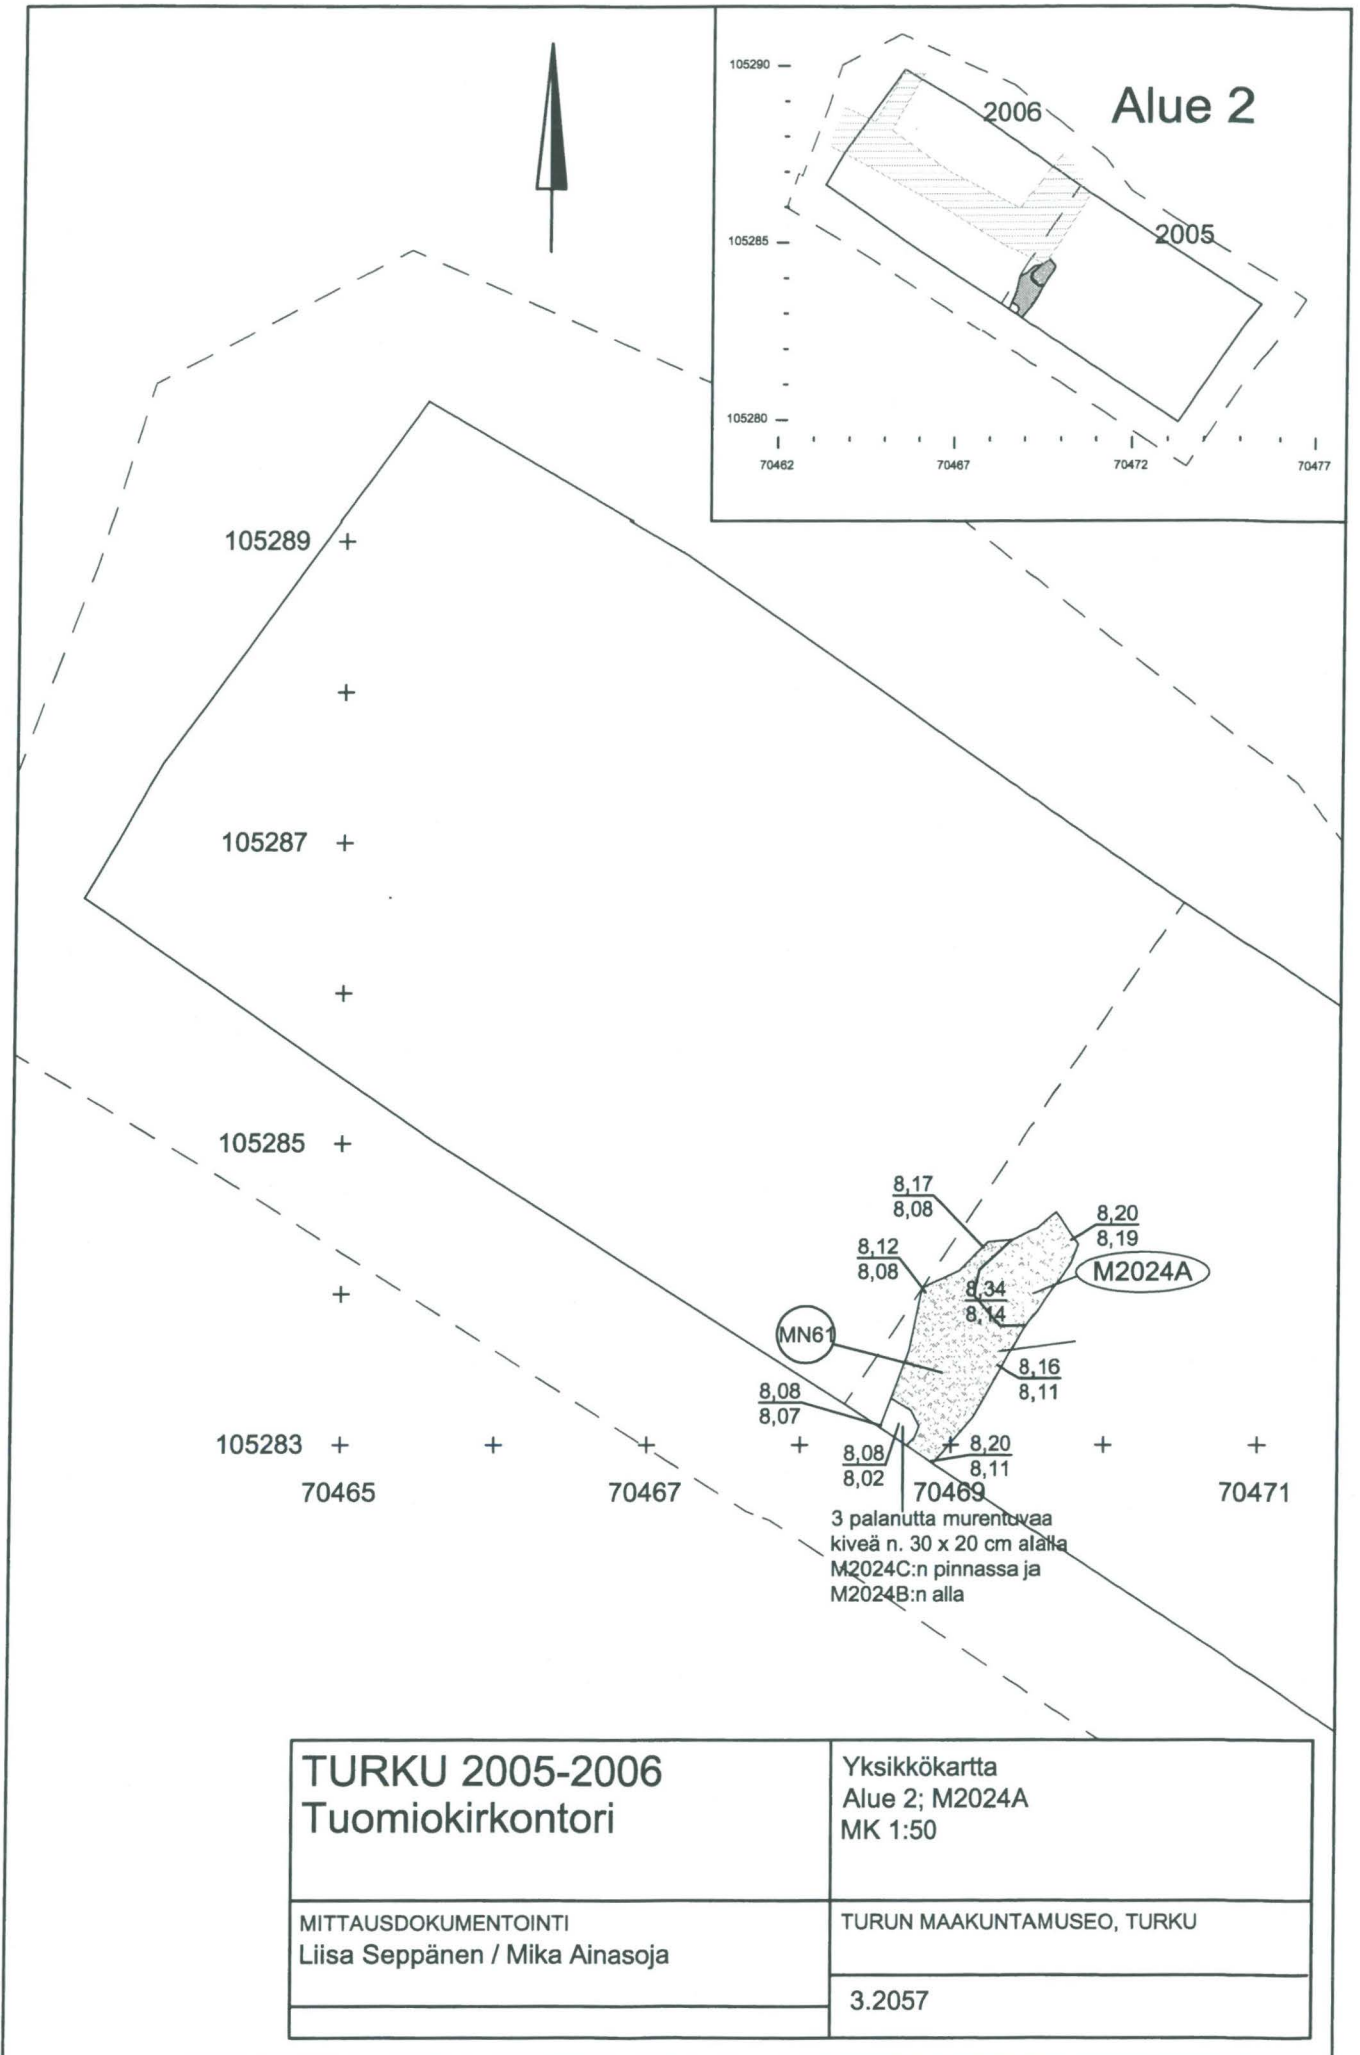 105290
Alue 2
2006
2005
105285
105280
70462
70467
70472
70477
105289
105287
105285
8,17
8,08
8,20
8,19
8,12
8,08
M2024A
8,34
8,14
MN61
8,16
8,11
8,08
8,07
105283
8,08
8,02
8,20
8,11
70465
70467
70469
70471
3 palanutta murentuvaa
kiveä n. 30 x 20 cm alalla
M2024C:n pinnassa ja
M2024B:n alla
TURKU 2005-2006
Tuomiokirkontori
Yksikkökartta
Alue 2; M2024A
MK 1:50
MITTAUSDOKUMENTOINTI
Liisa Seppänen / Mika Ainasoja
TURUN MAAKUNTAMUSEO, TURKU
3.2057